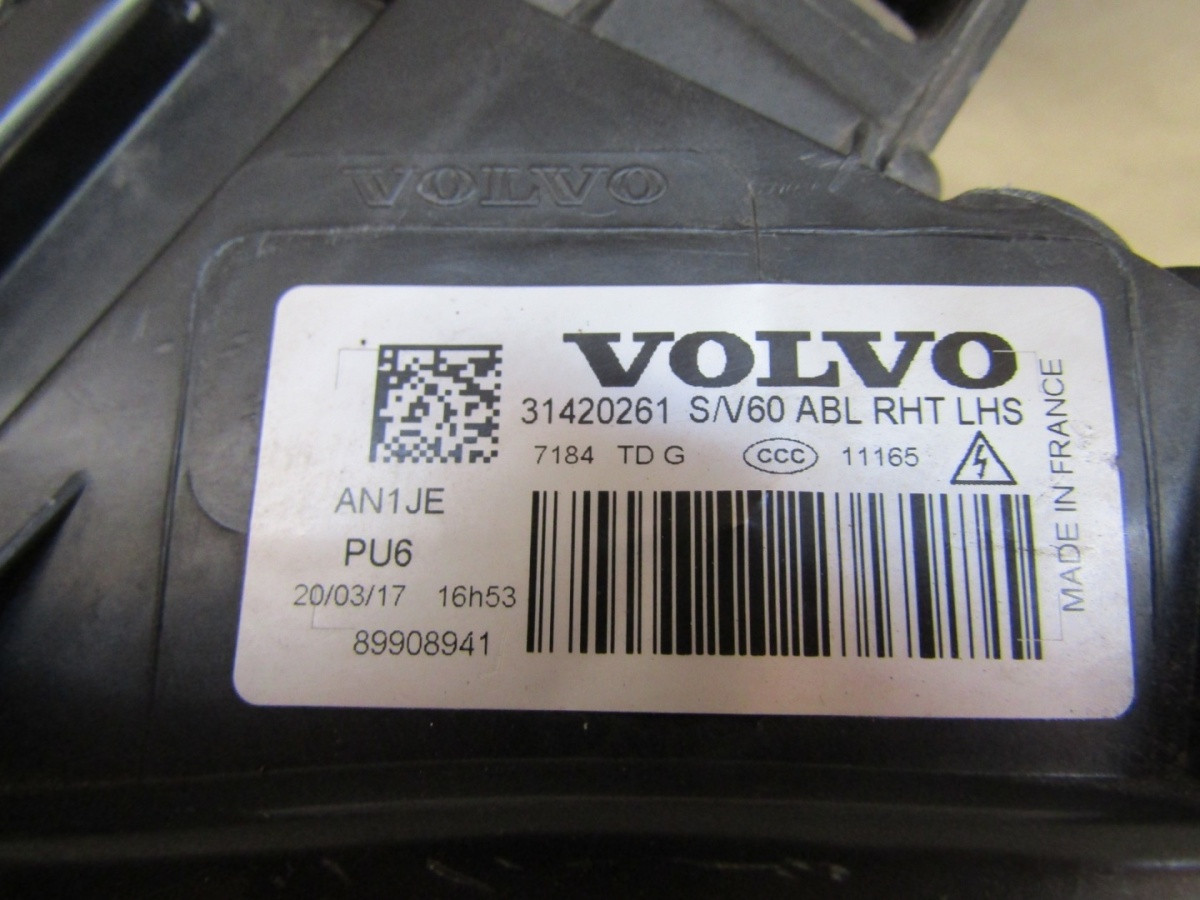 VOLVO
VOLVO
31420261 S/V60 ABL RHT LHS
7184 TD G CCC 11165
AN1JE
PU6
20/03/17 16h53
89908941
MADE IN FRANCE